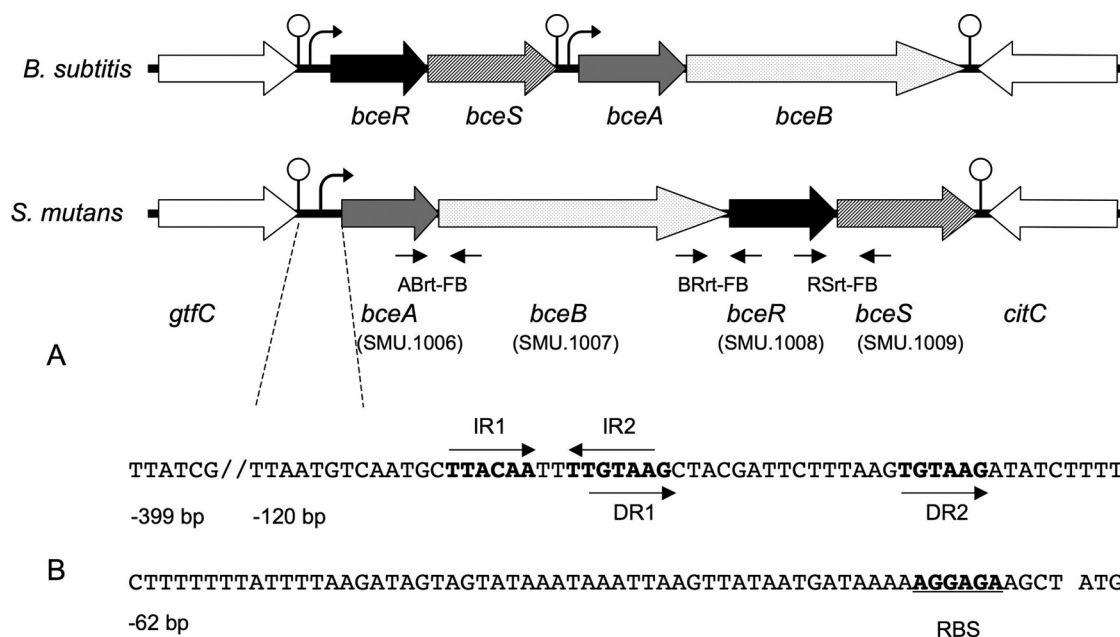 B. subtitis
bceR bceS bceA bceB
S. mutans
ABrt-FB BRrt-FB RSrt-FB
gtfC bceA bceB bceR bceS citC
(SMU.1006) (SMU.1007) (SMU.1008) (SMU.1009)
A
IR1 IR2
TTATCG//TTAATGTCAATGCTTACAATTTTTGTAAGCTACGATTCTTTAAGTGTAAGATATCTTTT
-399 bp -120 bp DR1 DR2
B
CTTTTTTTATTTTAAGATAGTAGTATAAATAAATTAAGTTATAATGATAAAAAGGAGAAGCT ATG
-62 bp RBS